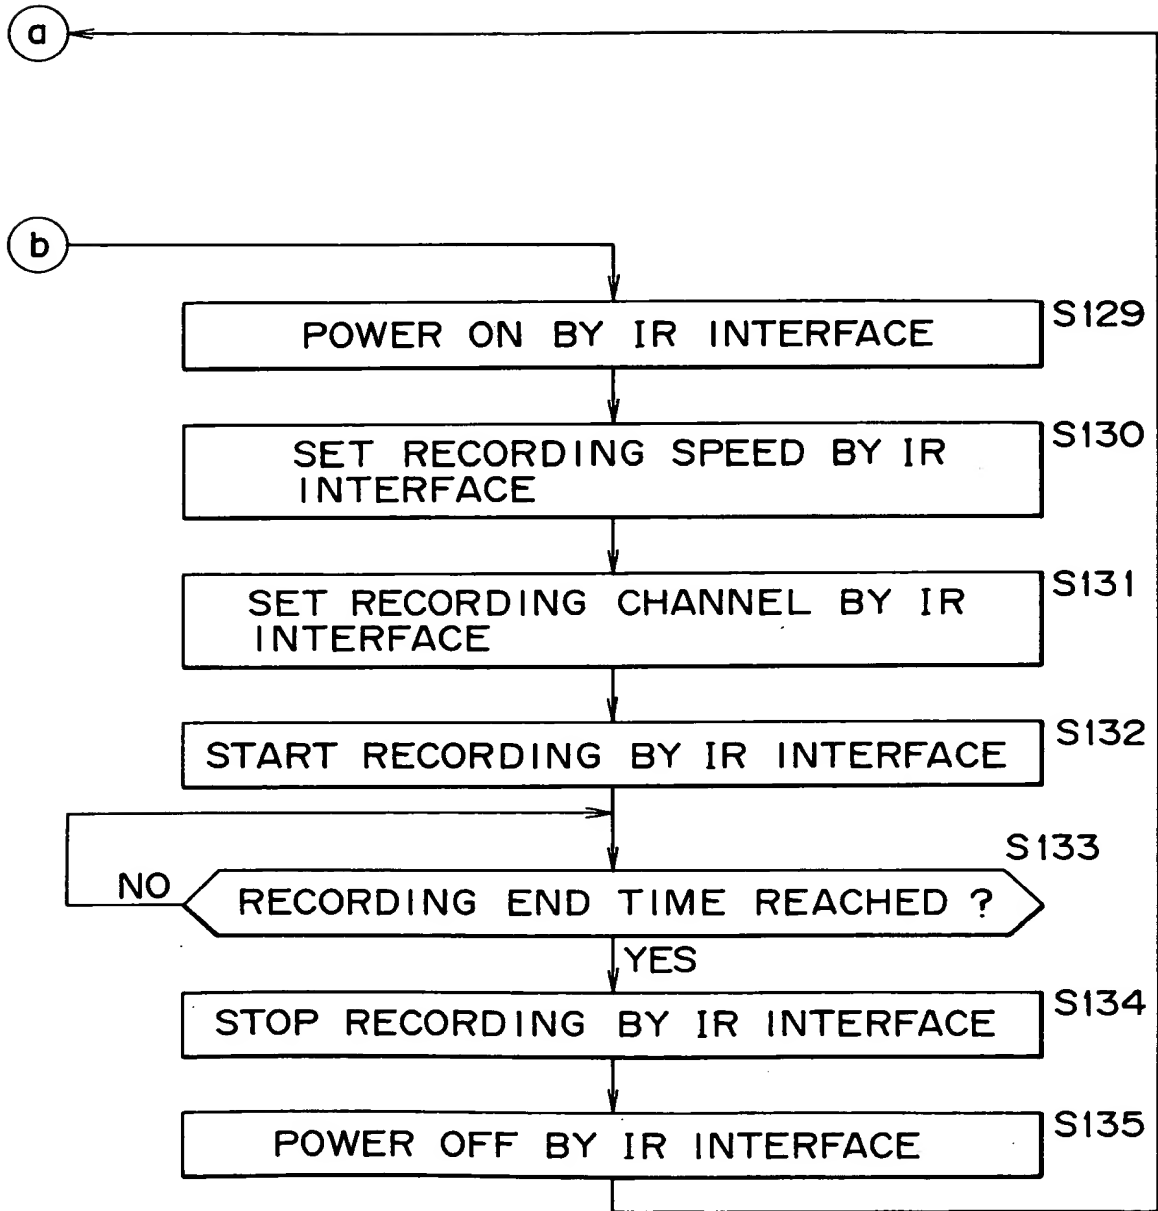 a
b
S129
POWER ON BY IR INTERFACE
S130
SET RECORDING SPEED BY IR
INTERFACE
S131
SET RECORDING CHANNEL BY IR
INTERFACE
S132
START RECORDING BY IR INTERFACE
S133
NO
RECORDING END TIME REACHED ?
YES
S134
STOP RECORDING BY IR INTERFACE
S135
POWER OFF BY IR INTERFACE